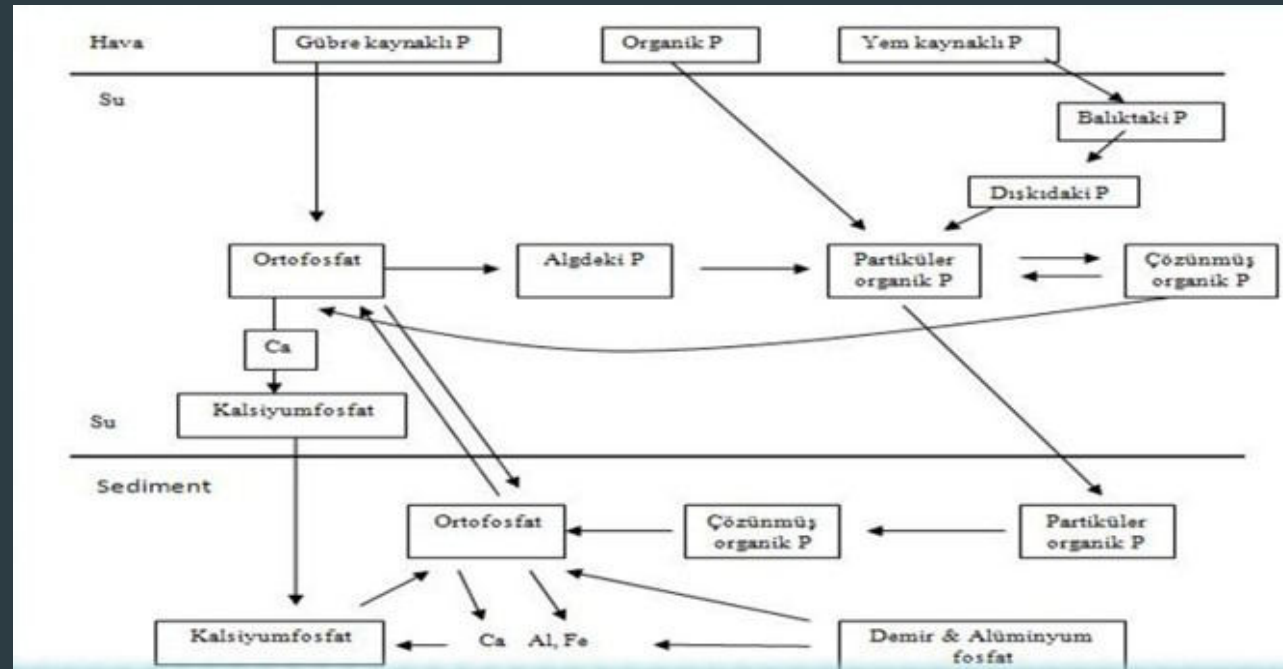 Hava
Gübre kaynaklı P
Organik P
Yem kaynaklı P
Su
Balıktaki P
Dışkıdaki P
Ortofosfat
Algdeki P
Partiküler
organik P
Çözünmüş
organik P
Ca
Kalsiyumfosfat
Su
Sediment
Ortofosfat
Çözünmüş
organik P
Partiküler
organik P
Kalsiyumfosfat
Ca
Al, Fe
Demir & Alüminyum
fosfat